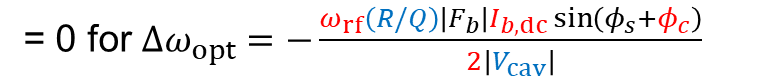 = 0 for Δω_opt = − ω_rf(R/Q)|F_b|I_b,dc sin(ϕ_s+ϕ_c) / 2|V_cav|